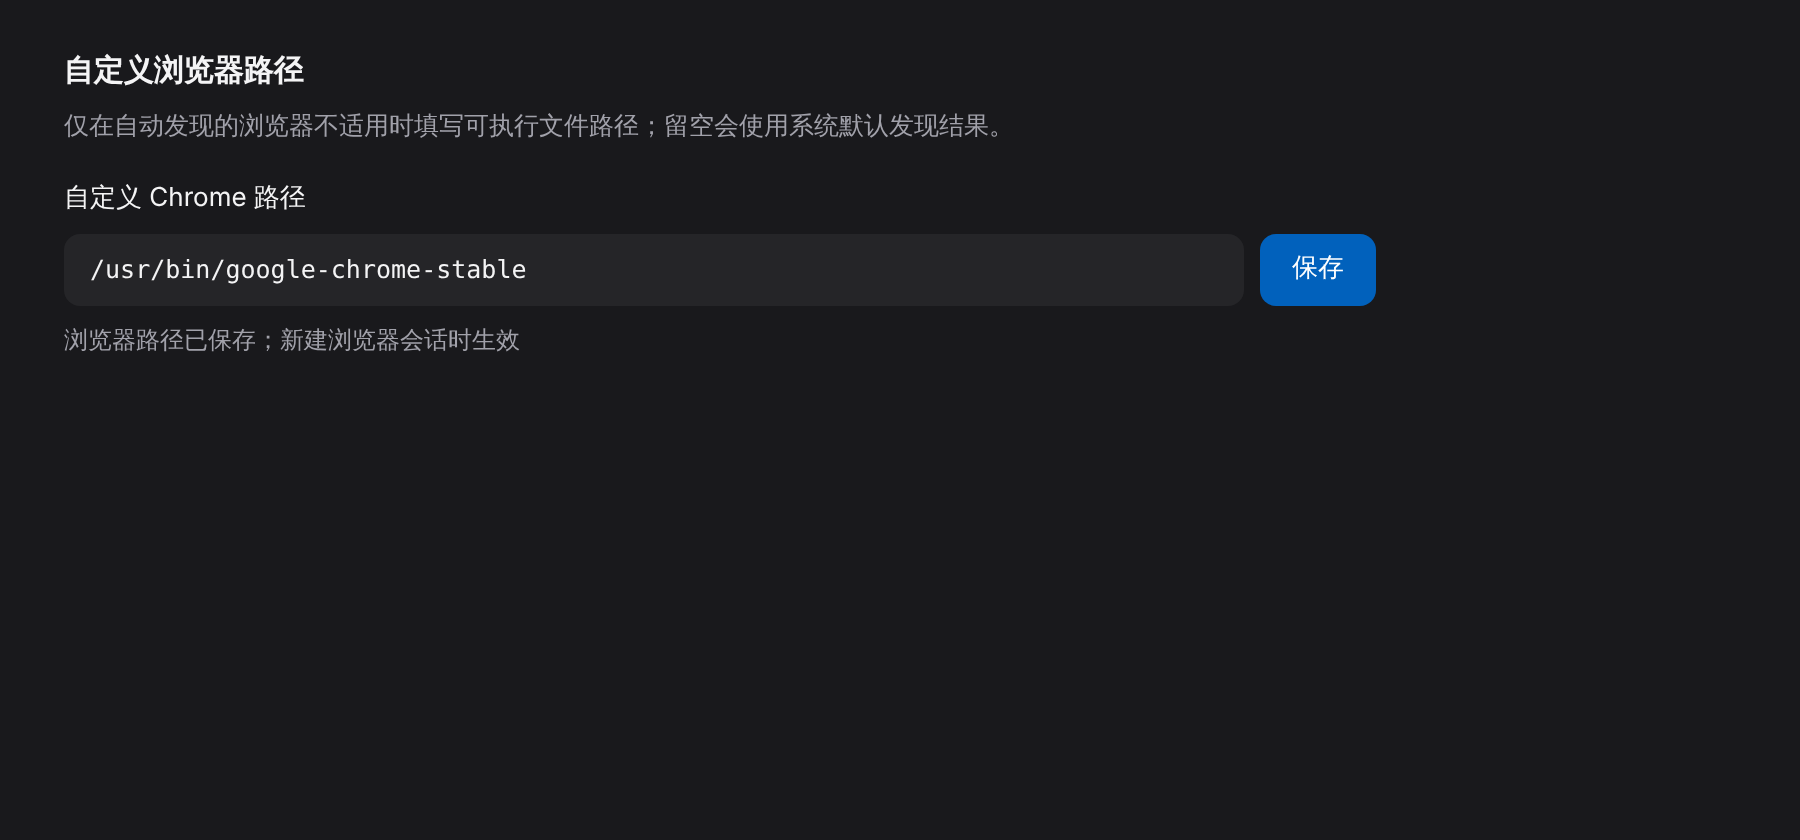 自定义浏览器路径
仅在自动发现的浏览器不适用时填写可执行文件路径；留空会使用系统默认发现结果。
自定义 Chrome 路径
/usr/bin/google-chrome-stable
保存
浏览器路径已保存；新建浏览器会话时生效